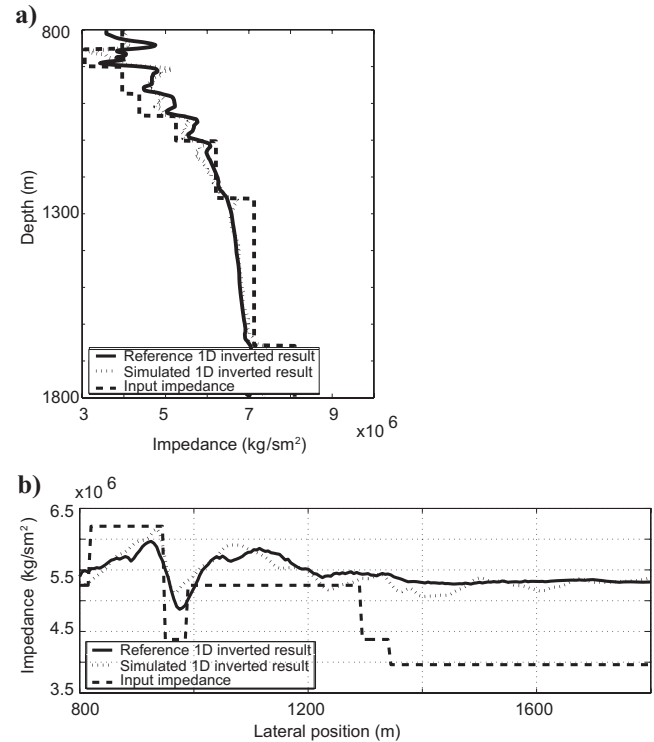 a)
800
1300
1800
Depth (m)
Reference 1D inverted result
Simulated 1D inverted result
Input impedance
3 5 7 9
x10 6
Impedance (kg/sm2)
b)
x10 6
6.5
5.5
4.5
3.5
Impedance (kg/sm2)
Reference 1D inverted result
Simulated 1D inverted result
Input impedance
800 1200 1600
Lateral position (m)